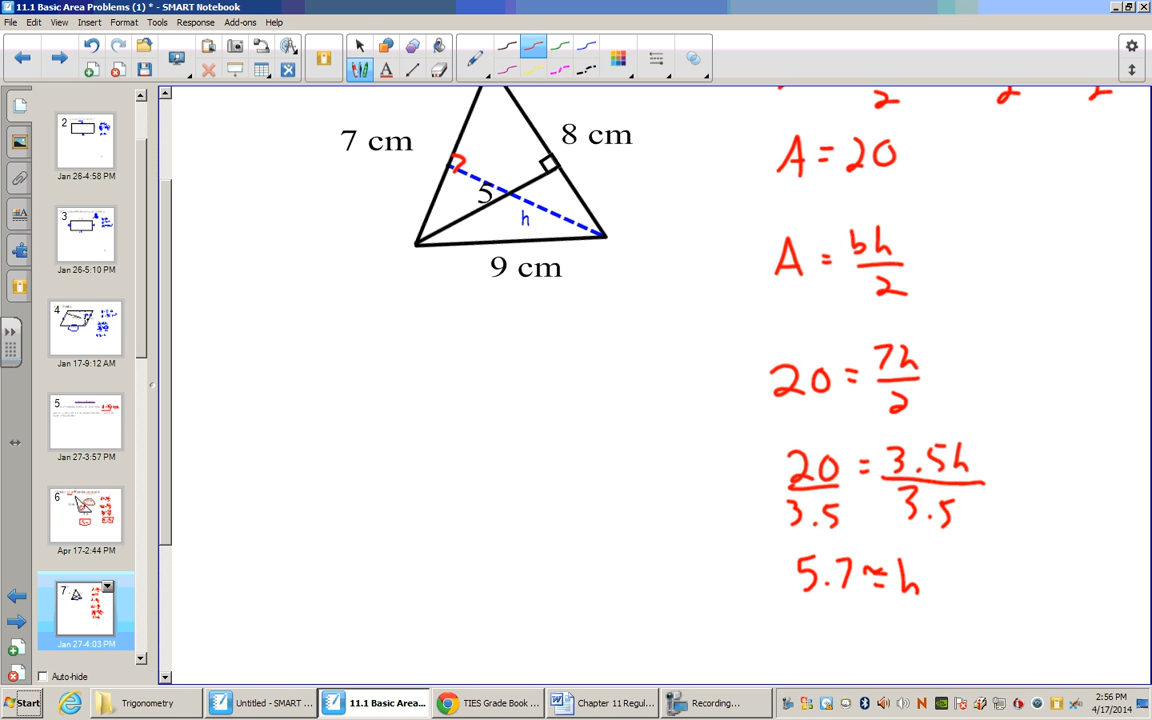 11.1 Basic Area Problems (1) * - SMART Notebook
File Edit View Insert Format Tools Response Add-ons Help
2
Jan 26-4:58 PM
3
Jan 26-5:10 PM
4
Jan 17-9:12 AM
5
Jan 27-3:57 PM
6
Apr 17-2:44 PM
7
Jan 27-4:03 PM
Auto-hide
7 cm
8 cm
5
h
9 cm
2 2 2
A = 20
A = bh
2
20 = 7h
2
20 = 3.5h
3.5 3.5
5.7 ≈ h
Start
Trigonometry
Untitled - SMART ...
11.1 Basic Area...
TIES Grade Book ...
Chapter 11 Regul...
Recording...
2:56 PM
4/17/2014